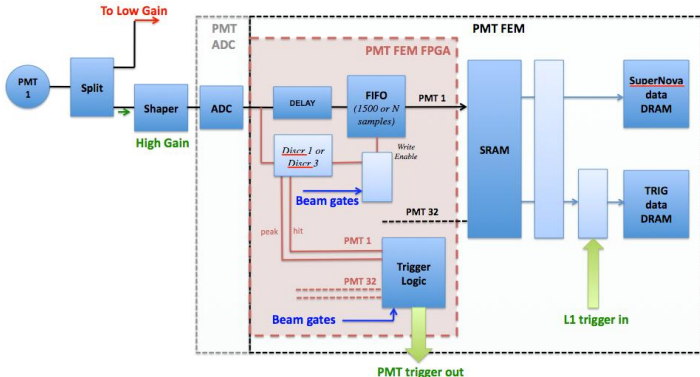 To Low Gain
PMT
ADC
PMT FEM
PMT FEM FPGA
PMT
1
Split
Shaper
High Gain
ADC
DELAY
FIFO
(1500 or N
samples)
PMT 1
Write
Enable
Discr 1 or
Discr 3
Beam gates
PMT 32
peak
hit
PMT 1
PMT 32
Trigger
Logic
Beam gates
PMT trigger out
SRAM
SuperNova
data
DRAM
TRIG
data
DRAM
L1 trigger in